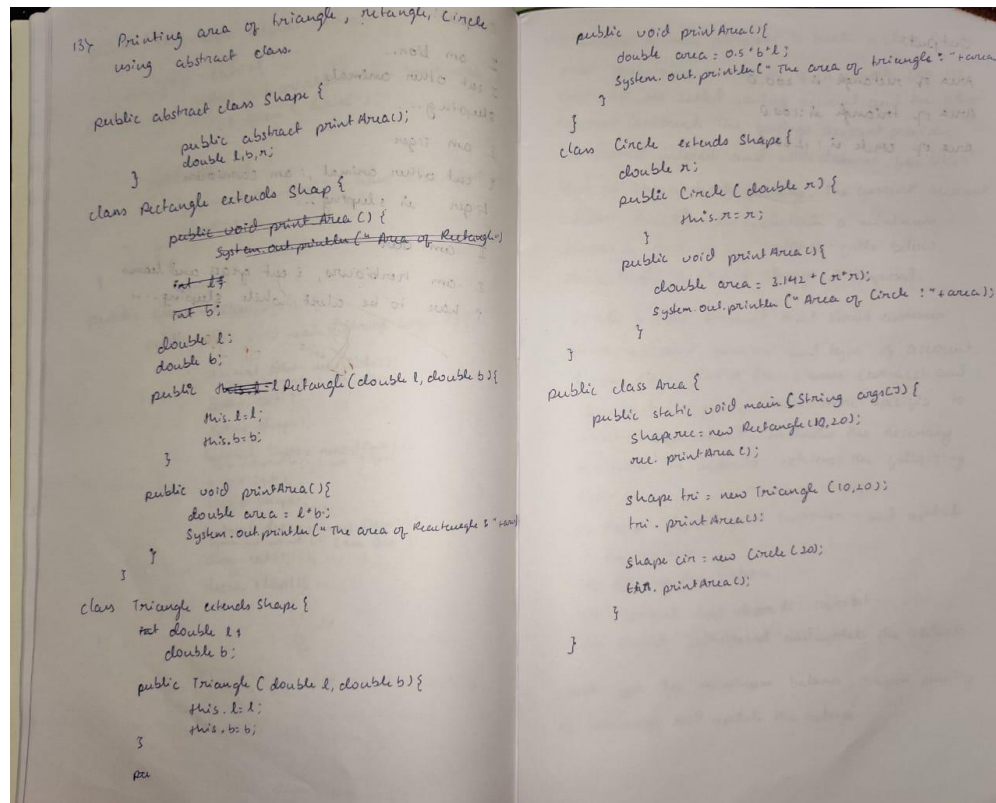 13) Printing area of triangle, retangle, Circle
using abstract class.
public abstract class Shape {
public abstract printArea();
double l,b,r;
}
class Rectangle extends Shap {
public void print Area () {
System.out.println(" Area of Rectangle")
int l;
int b;
double l;
double b;
public Rectangle (double l, double b){
this.l=l;
this.b=b;
}
public void printArea(){
double area = l*b;
System.out.println(" The area of Reactenegle : "+area)
}
}
class Triangle extends Shape {
double l;
double b;
public Triangle ( double l, double b){
this.l=l;
this.b=b;
}
pu
public void printArea(){
double area = 0.5*b*l;
System.out.println(" The area of triangle : "+area
}
}
class Circle extends Shape{
double r;
public Circle ( double r) {
this.r=r;
}
public void printArea(){
double area = 3.142*(r*r);
System.out.println (" Area of Circle : "+area);
}
}
public class Area {
public static void main (String args[]) {
shape rec = new Rectangle(10,20);
rec. printArea();
shape tri = new Triangle (10,20);
tri. printArea();
shape cir = new Circle (20);
printArea();
}
}